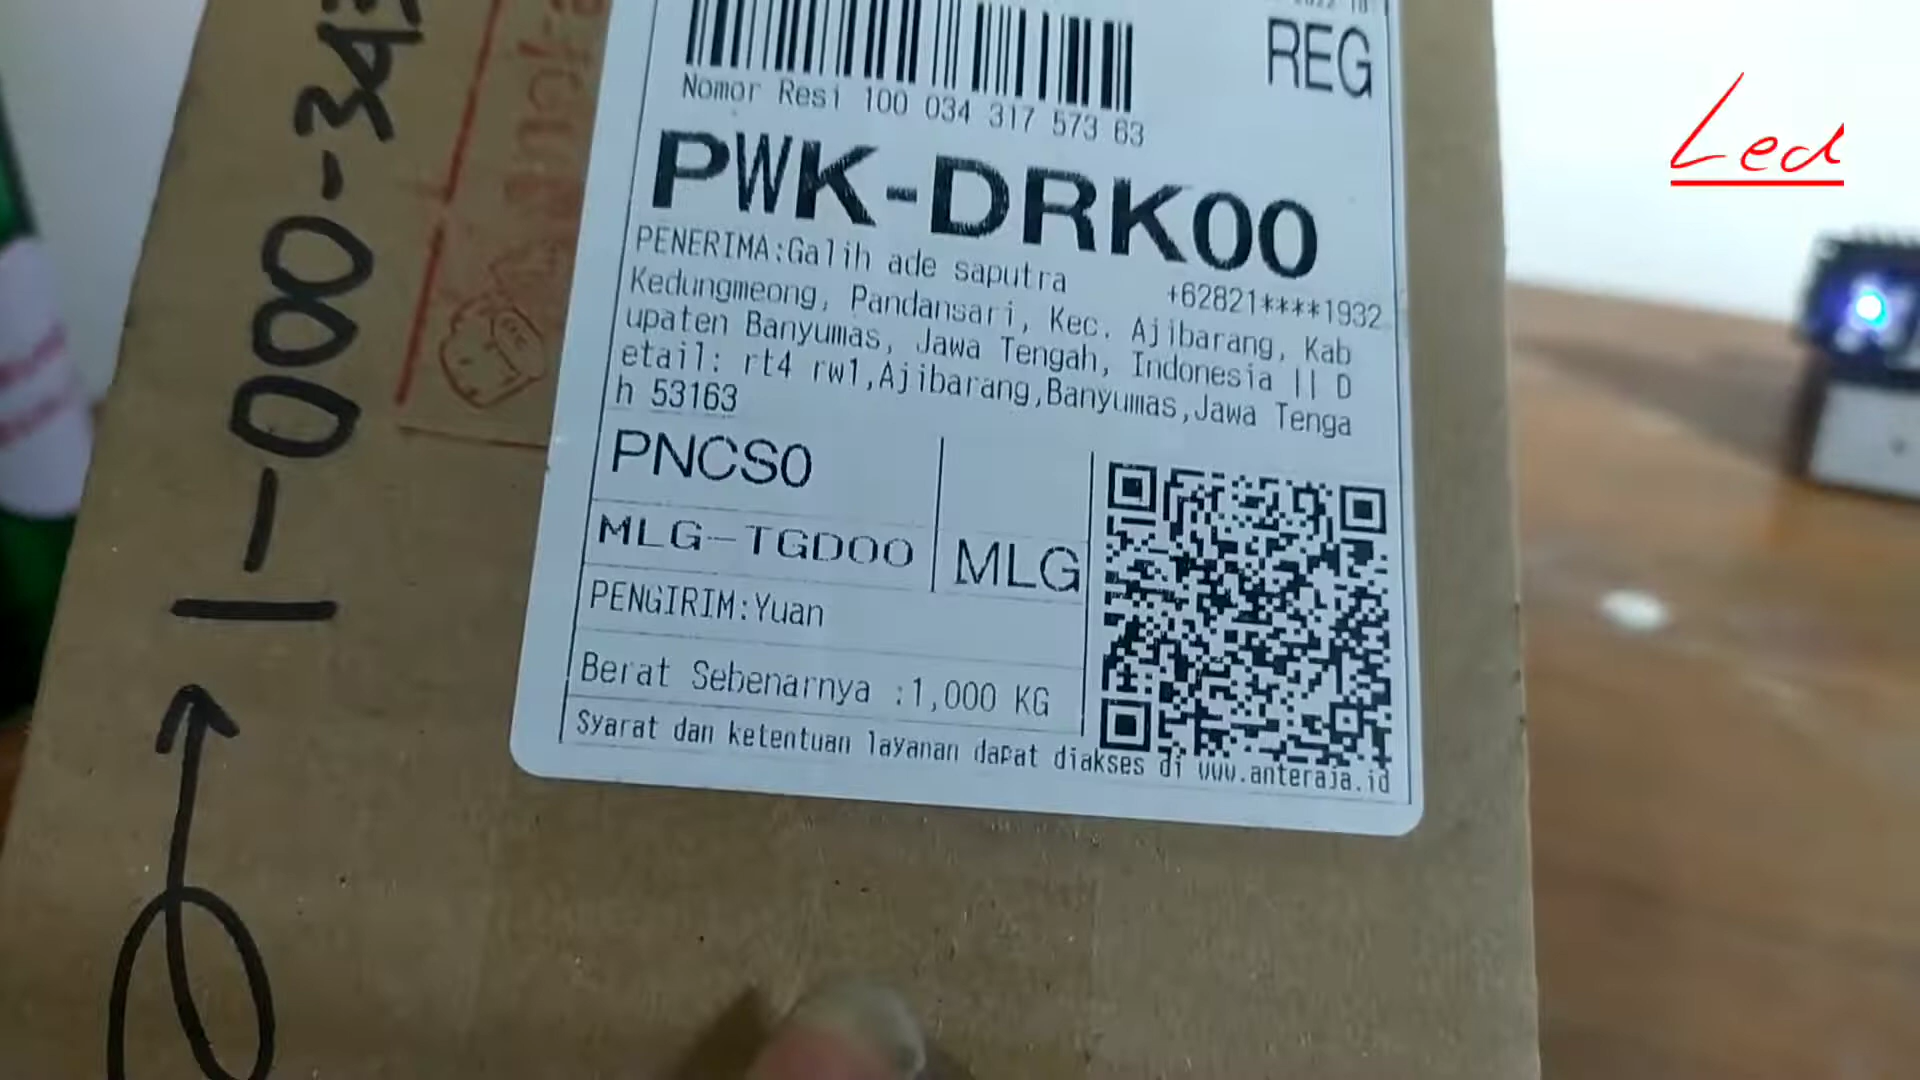 REG
Nomor Resi 100 034 317 573 63
PWK-DRK00
PENERIMA:Galih ade saputra
+62821****1932
Kedungmeong, Pandansari, Kec. Ajibarang, Kab
upaten Banyumas, Jawa Tengah, Indonesia || D
etail: rt4 rw1,Ajibarang,Banyumas,Jawa Tenga
h 53163
PNCS0
MLG-TGD00
MLG
PENGIRIM:Yuan
Berat Sebenarnya :1,000 KG
Syarat dan ketentuan layanan dapat diakses di www.anteraja.id
1-000-343
Led